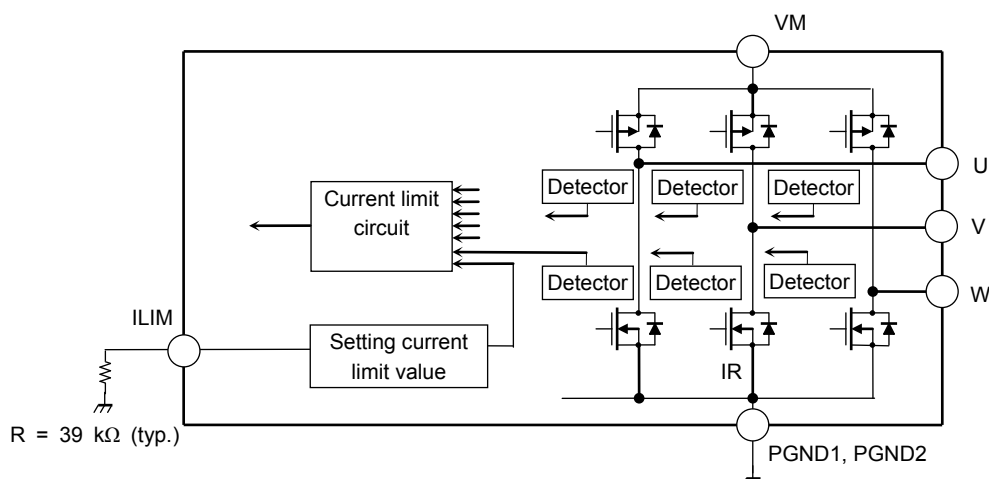 VM
U
Detector
Detector
Detector
Current limit
circuit
V
Detector
Detector
Detector
W
ILIM
Setting current
limit value
IR
R = 39 kΩ (typ.)
PGND1, PGND2